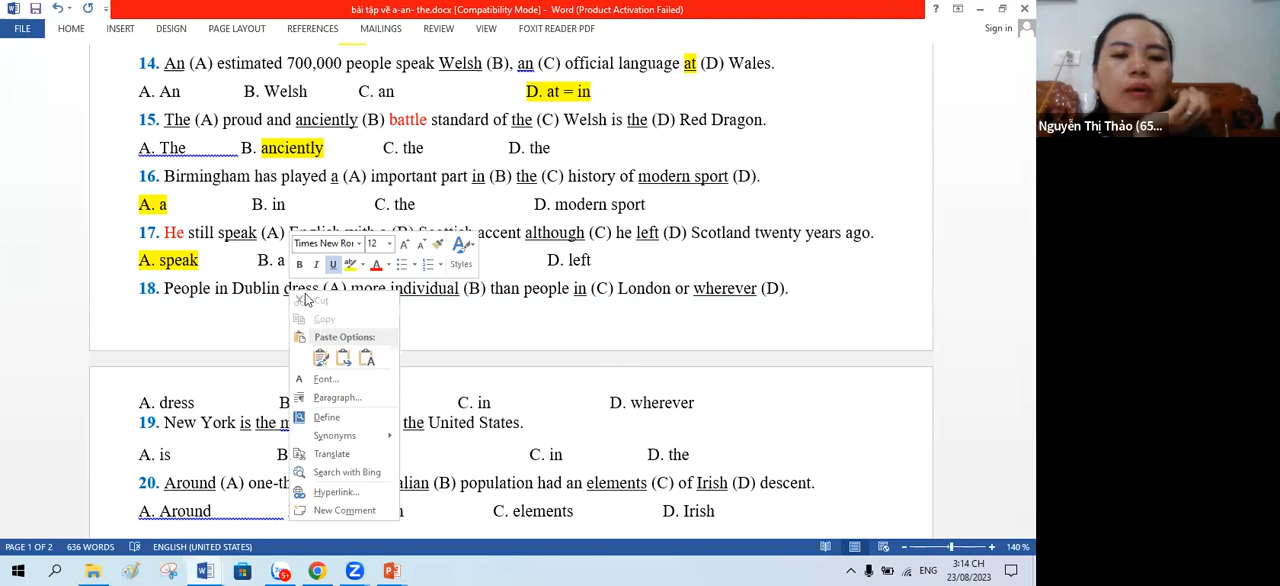 bài tập về a-an- the.docx [Compatibility Mode] - Word (Product Activation Failed)
FILE HOME INSERT DESIGN PAGE LAYOUT REFERENCES MAILINGS REVIEW VIEW FOXIT READER PDF Sign in
14. An (A) estimated 700,000 people speak Welsh (B), an (C) official language at (D) Wales.
A. An B. Welsh C. an D. at = in
15. The (A) proud and anciently (B) battle standard of the (C) Welsh is the (D) Red Dragon.
A. The B. anciently C. the D. the
16. Birmingham has played a (A) important part in (B) the (C) history of modern sport (D).
A. a B. in C. the D. modern sport
17. He still speak (A) English with a (B) Scottish accent although (C) he left (D) Scotland twenty years ago.
Times New Ror 12
A. speak B. a D. left
B I U Styles
18. People in Dublin dress (A) more individual (B) than people in (C) London or wherever (D).
Cut
Copy
Paste Options:
Font...
Paragraph...
Define
Synonyms
Translate
Search with Bing
Hyperlink...
New Comment
A. dress B C. in D. wherever
19. New York is the m the United States.
A. is B C. in D. the
20. Around (A) one-th alian (B) population had an elements (C) of Irish (D) descent.
A. Around n C. elements D. Irish
PAGE 1 OF 2 636 WORDS ENGLISH (UNITED STATES) 140 %
ENG 3:14 CH
23/08/2023
Nguyễn Thị Thảo (65...